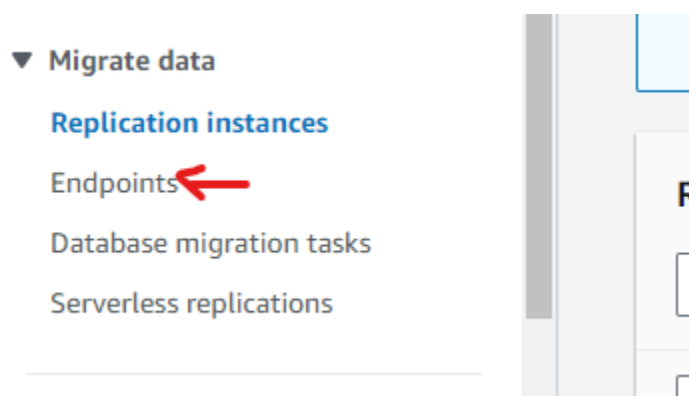 Migrate data
Replication instances
Endpoints
Database migration tasks
Serverless replications